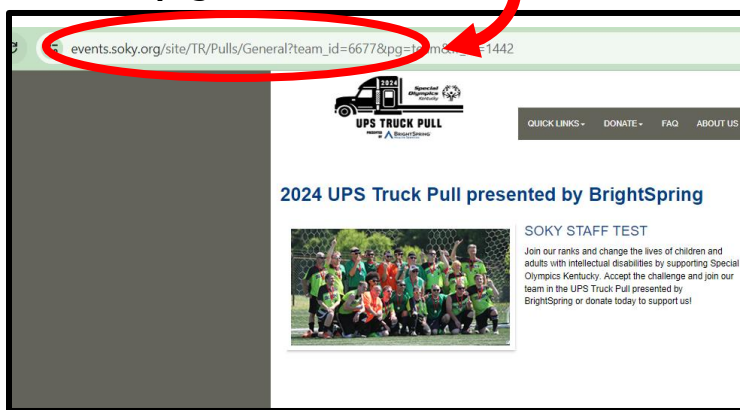 events.soky.org/site/TR/Pulls/General?team_id=6677&pg= =1442
2024
Special
Olympics
Kentucky
UPS TRUCK PULL
BRIGHTSPRING
QUICK LINKS DONATE FAQ ABOUT US
2024 UPS Truck Pull presented by BrightSpring
SOKY STAFF TEST
Join our ranks and change the lives of children and
adults with intellectual disabilities by supporting Special
Olympics Kentucky. Accept the challenge and join our
team in the UPS Truck Pull presented by
BrightSpring or donate today to support us!